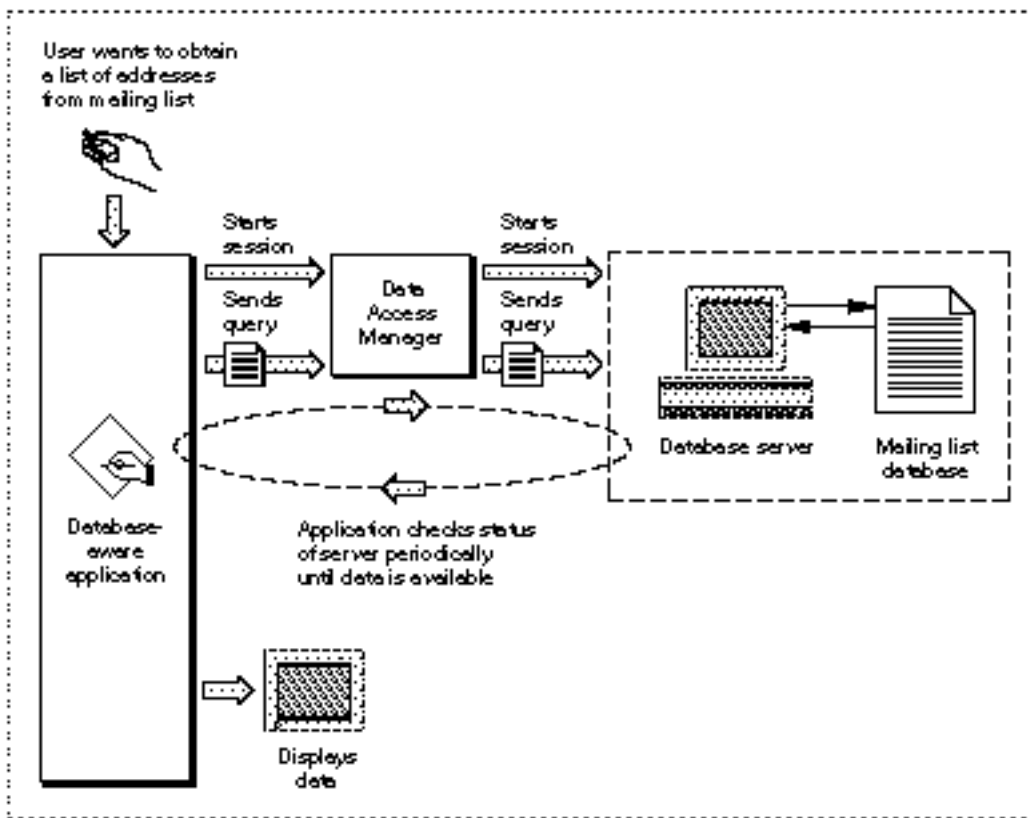 User wants to obtain
a list of addresses
from mailing list
Starts
session
Starts
session
Sends
query
Data
Access
Manager
Sends
query
Database server
Mailing list
database
Database-
aware
application
Application checks status
of server periodically
until data is available
Displays
data